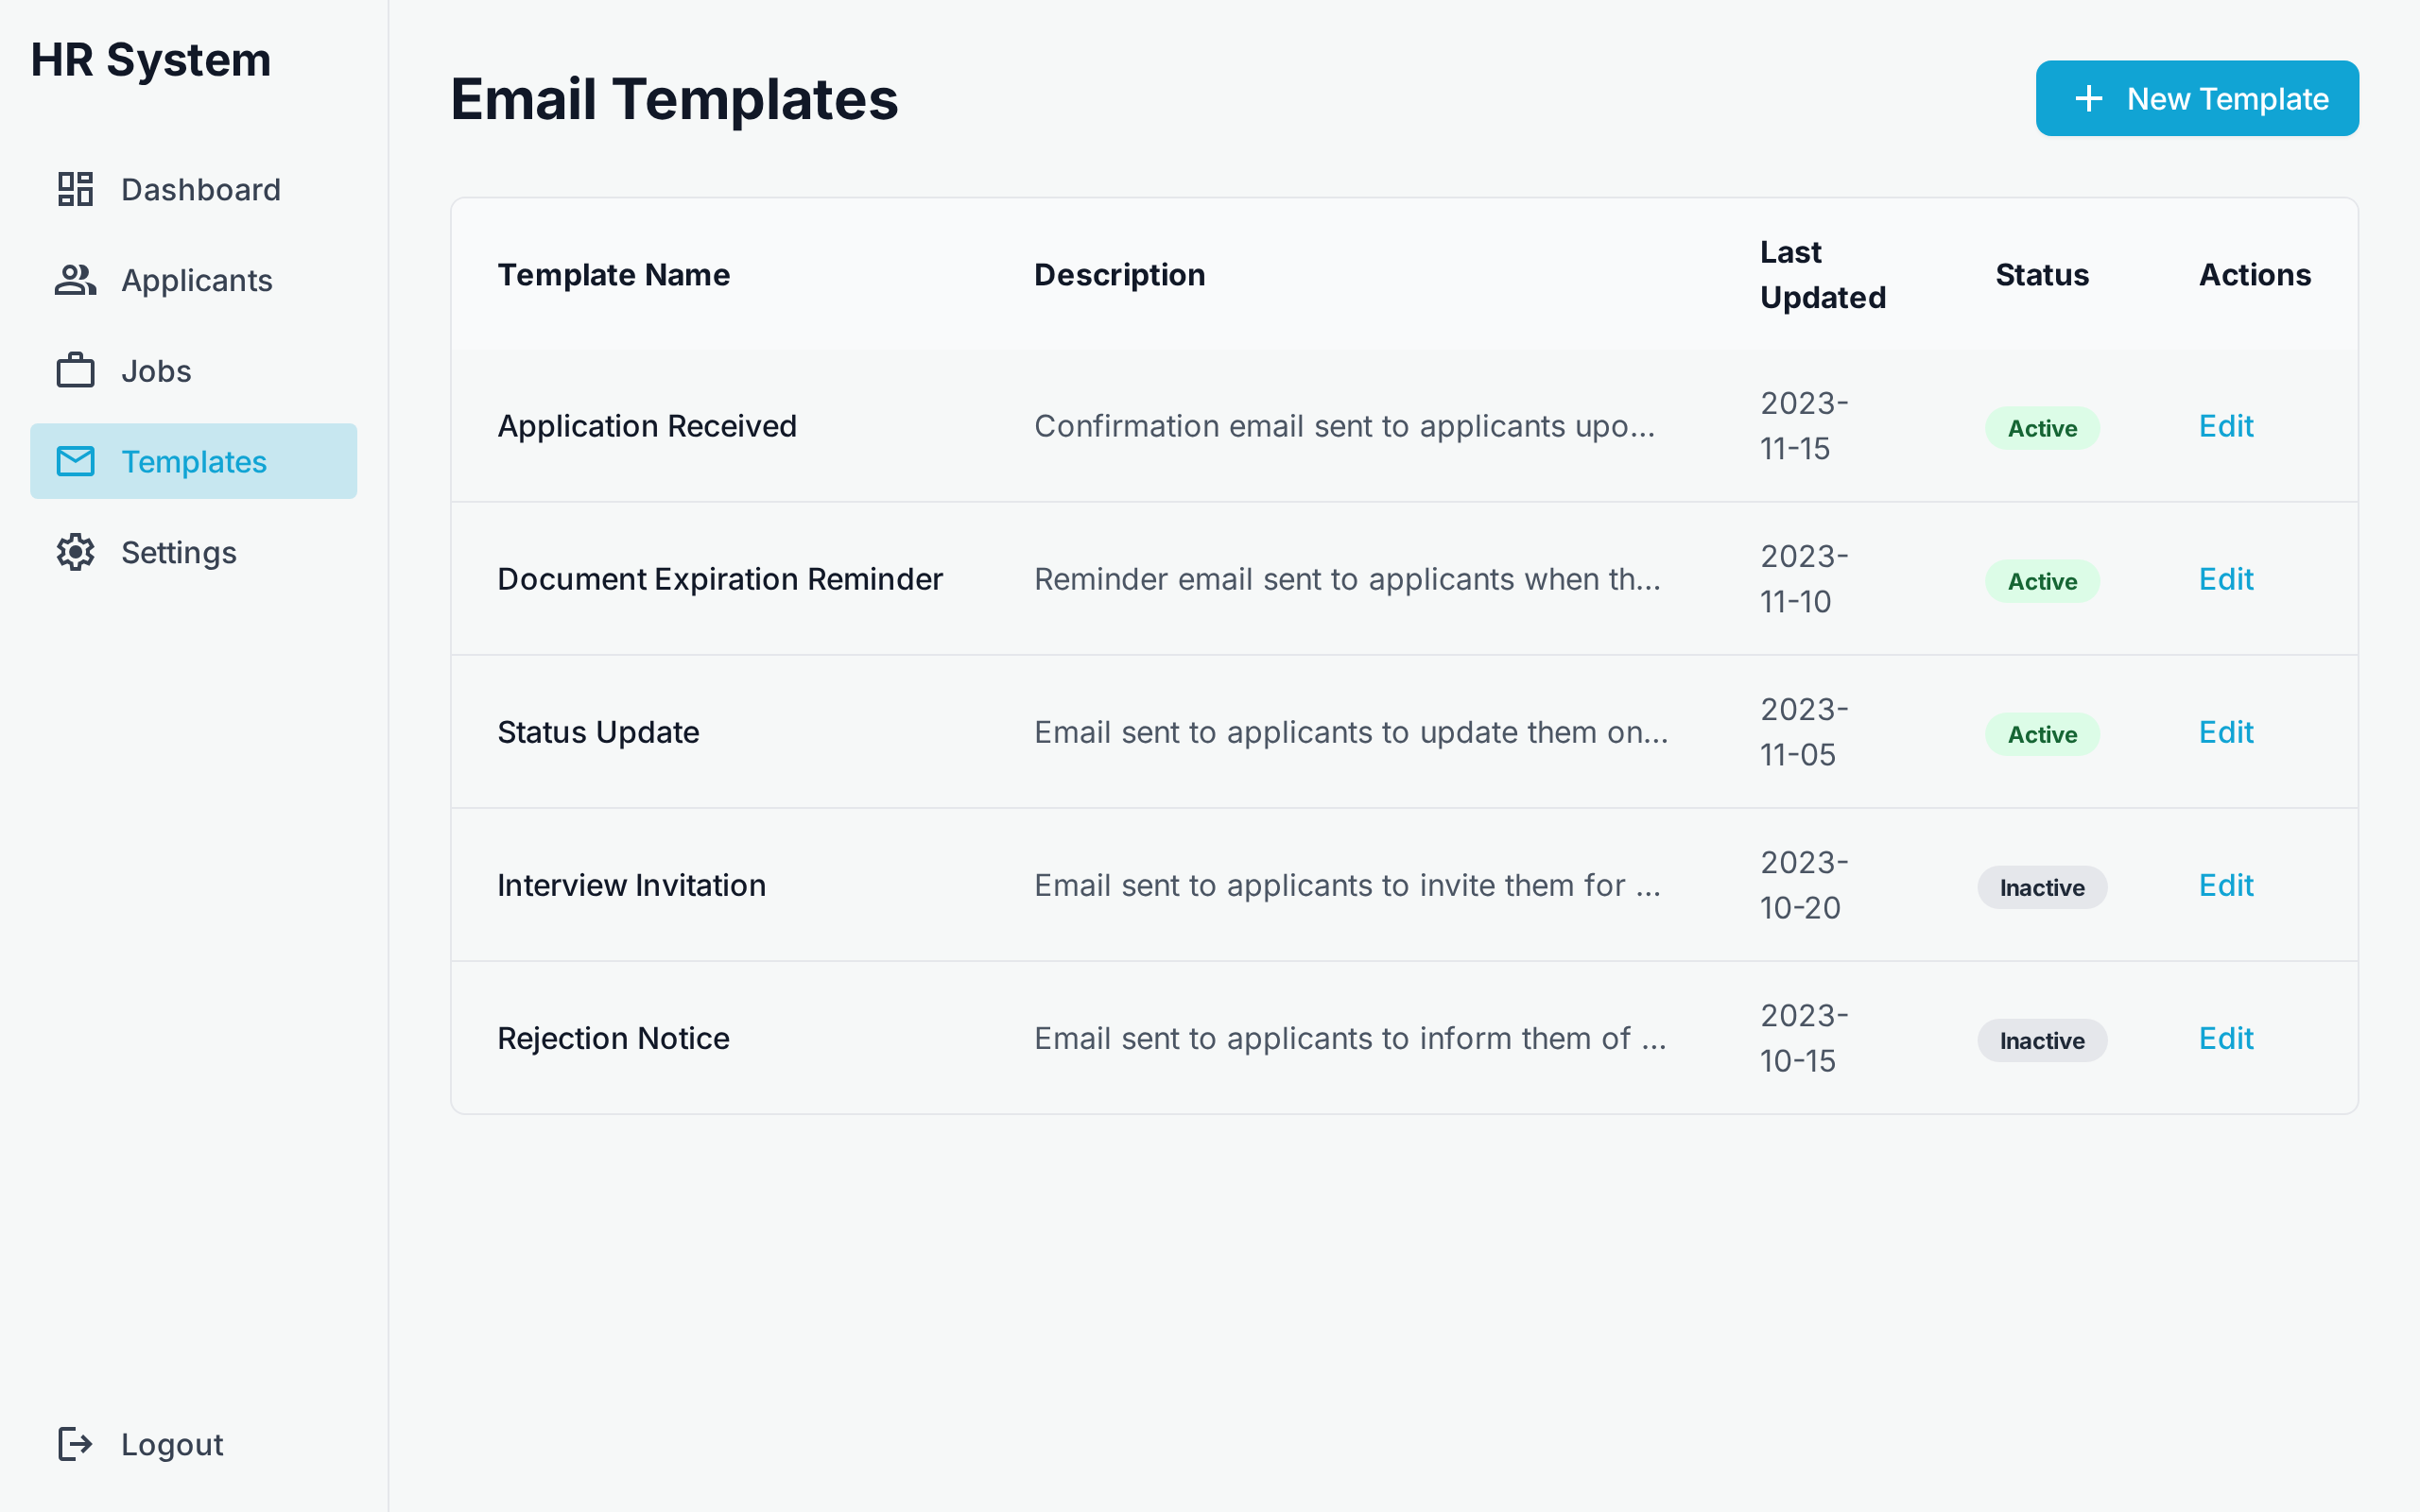 HR System
Dashboard
Applicants
Jobs
Templates
Settings
Logout
Email Templates
New Template
Template Name
Description
Last
Updated
Status
Actions
Application Received
Confirmation email sent to applicants upo...
2023-
11-15
Active
Edit
Document Expiration Reminder
Reminder email sent to applicants when th...
2023-
11-10
Active
Edit
Status Update
Email sent to applicants to update them on...
2023-
11-05
Active
Edit
Interview Invitation
Email sent to applicants to invite them for ...
2023-
10-20
Inactive
Edit
Rejection Notice
Email sent to applicants to inform them of ...
2023-
10-15
Inactive
Edit